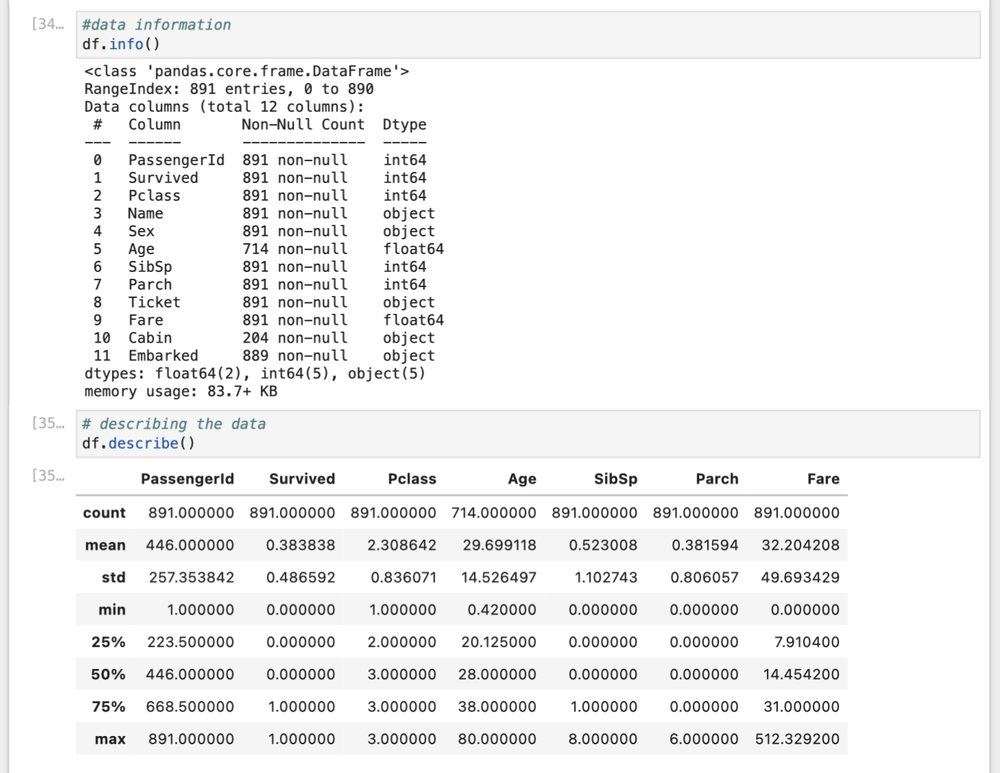 [34…
#data information
df.info()
<class 'pandas.core.frame.DataFrame'>
RangeIndex: 891 entries, 0 to 890
Data columns (total 12 columns):
#   Column       Non-Null Count  Dtype
---  ------       --------------  -----
0   PassengerId  891 non-null    int64
1   Survived     891 non-null    int64
2   Pclass       891 non-null    int64
3   Name         891 non-null    object
4   Sex          891 non-null    object
5   Age          714 non-null    float64
6   SibSp        891 non-null    int64
7   Parch        891 non-null    int64
8   Ticket       891 non-null    object
9   Fare         891 non-null    float64
10  Cabin        204 non-null    object
11  Embarked     889 non-null    object
dtypes: float64(2), int64(5), object(5)
memory usage: 83.7+ KB
[35…
# describing the data
df.describe()
[35…
PassengerId Survived Pclass Age SibSp Parch Fare
count 891.000000 891.000000 891.000000 714.000000 891.000000 891.000000 891.000000
mean 446.000000 0.383838 2.308642 29.699118 0.523008 0.381594 32.204208
std 257.353842 0.486592 0.836071 14.526497 1.102743 0.806057 49.693429
min 1.000000 0.000000 1.000000 0.420000 0.000000 0.000000 0.000000
25% 223.500000 0.000000 2.000000 20.125000 0.000000 0.000000 7.910400
50% 446.000000 0.000000 3.000000 28.000000 0.000000 0.000000 14.454200
75% 668.500000 1.000000 3.000000 38.000000 1.000000 0.000000 31.000000
max 891.000000 1.000000 3.000000 80.000000 8.000000 6.000000 512.329200